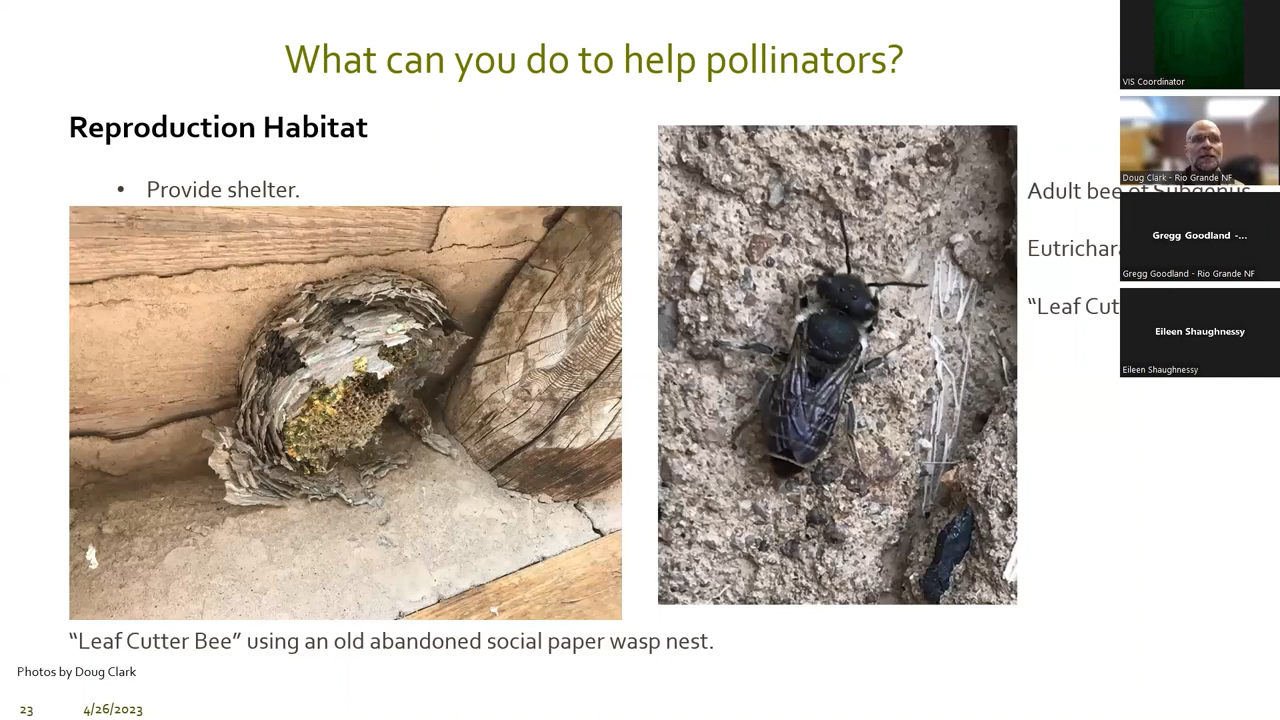 What can you do to help pollinators?
Reproduction Habitat
• Provide shelter.
Adult bee of Subgenus
Eutrichar
“Leaf Cut
“Leaf Cutter Bee” using an old abandoned social paper wasp nest.
Photos by Doug Clark
23 4/26/2023
VIS Coordinator
Doug Clark - Rio Grande NF
Gregg Goodland -...
Gregg Goodland - Rio Grande NF
Eileen Shaughnessy
Eileen Shaughnessy